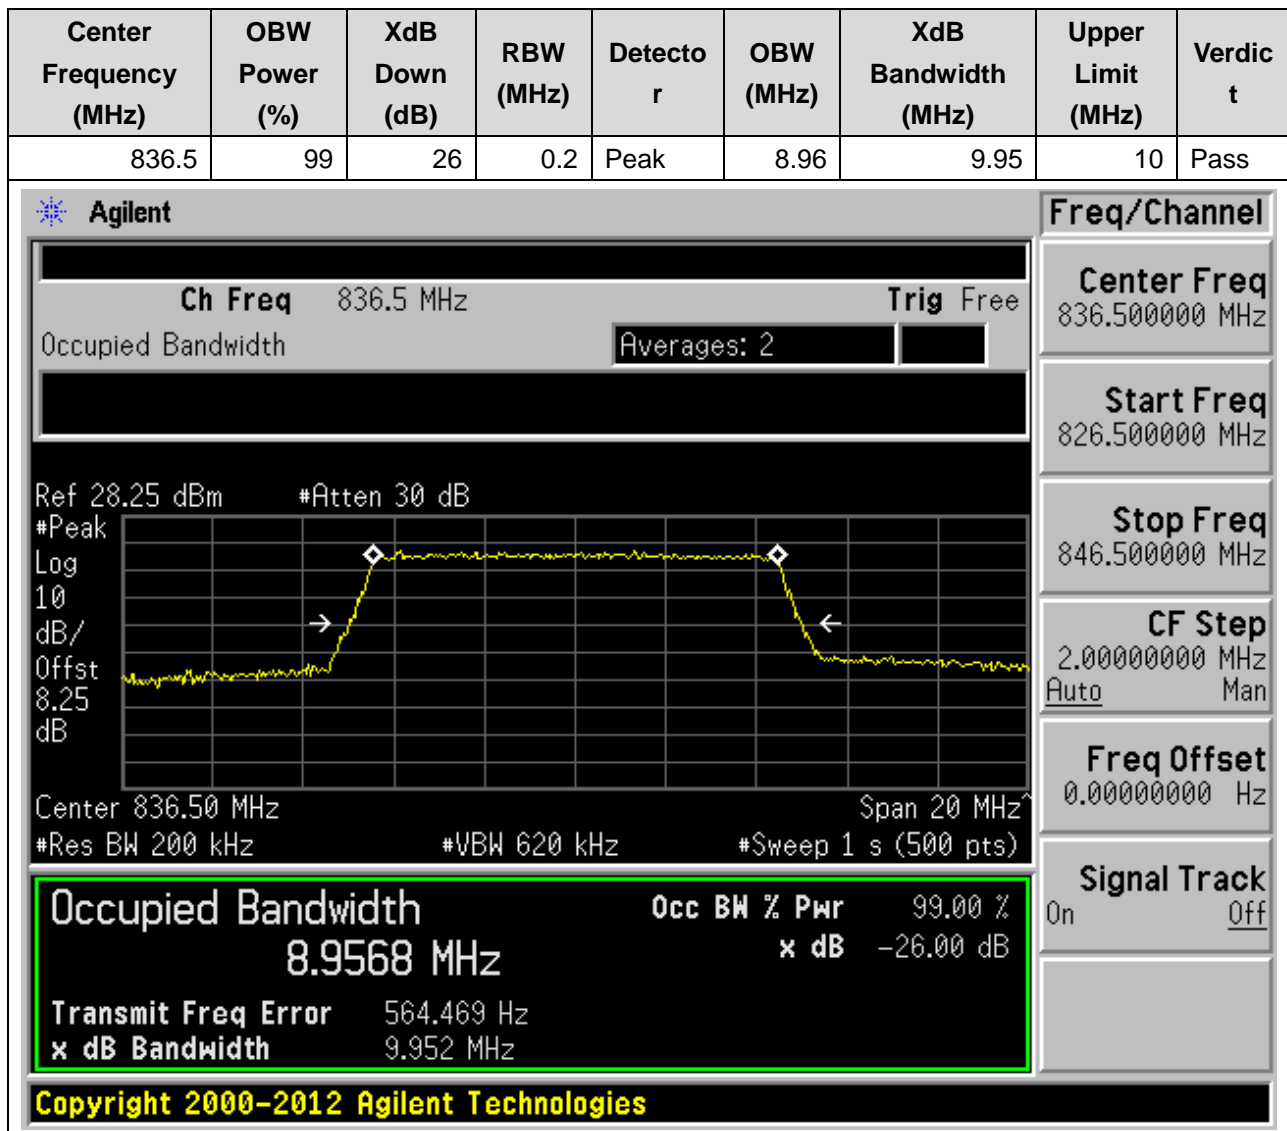 Center Frequency (MHz) OBW Power (%) XdB Down (dB) RBW (MHz) Detecto r OBW (MHz) XdB Bandwidth (MHz) Upper Limit (MHz) Verdic t
836.5 99 26 0.2 Peak 8.96 9.95 10 Pass
Agilent
Freq/Channel
Ch Freq 836.5 MHz Trig Free
Occupied Bandwidth Averages: 2
Ref 28.25 dBm #Atten 30 dB
#Peak
Log
10
dB/
Offst
8.25
dB
Center 836.50 MHz Span 20 MHz^
#Res BW 200 kHz #VBW 620 kHz #Sweep 1 s (500 pts)
Occupied Bandwidth Occ BW % Pwr 99.00 %
8.9568 MHz x dB -26.00 dB
Transmit Freq Error 564.469 Hz
x dB Bandwidth 9.952 MHz
Center Freq
836.500000 MHz
Start Freq
826.500000 MHz
Stop Freq
846.500000 MHz
CF Step
2.00000000 MHz
Auto Man
Freq Offset
0.00000000 Hz
Signal Track
On Off
Copyright 2000-2012 Agilent Technologies